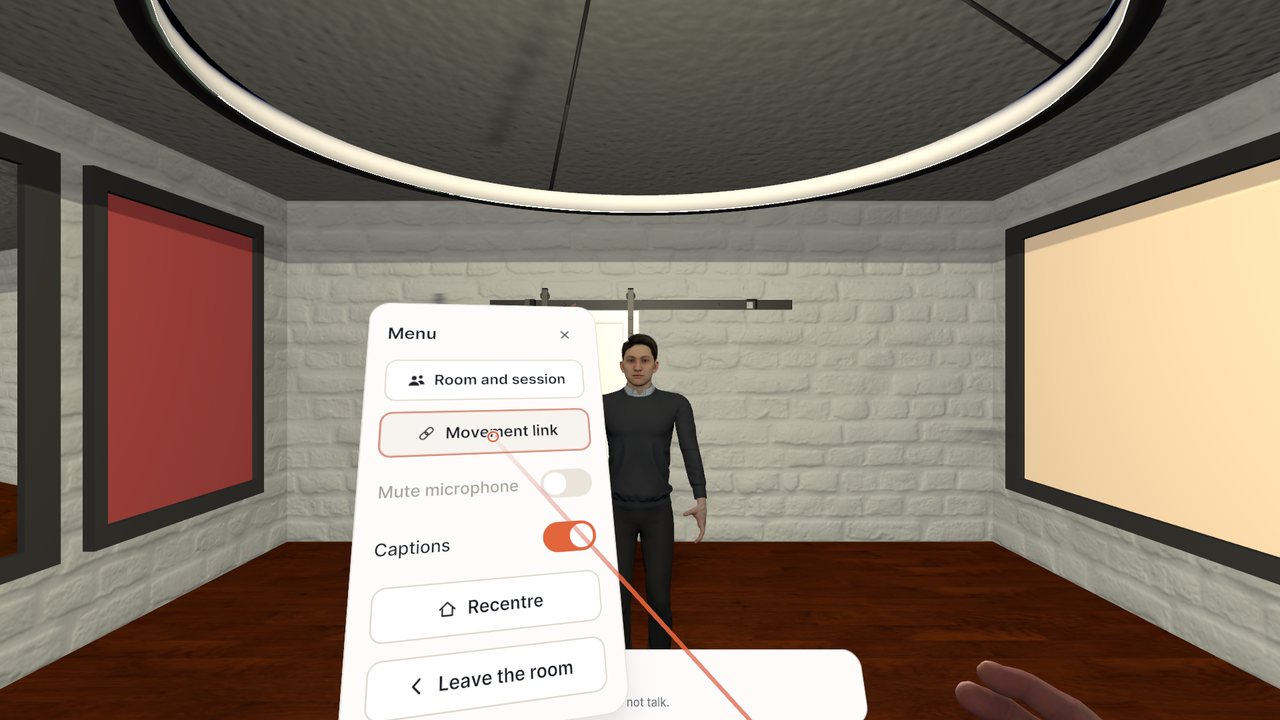 Menu ×
Room and session
Movement link
Mute microphone
Captions
Recentre
Leave the room
not talk.